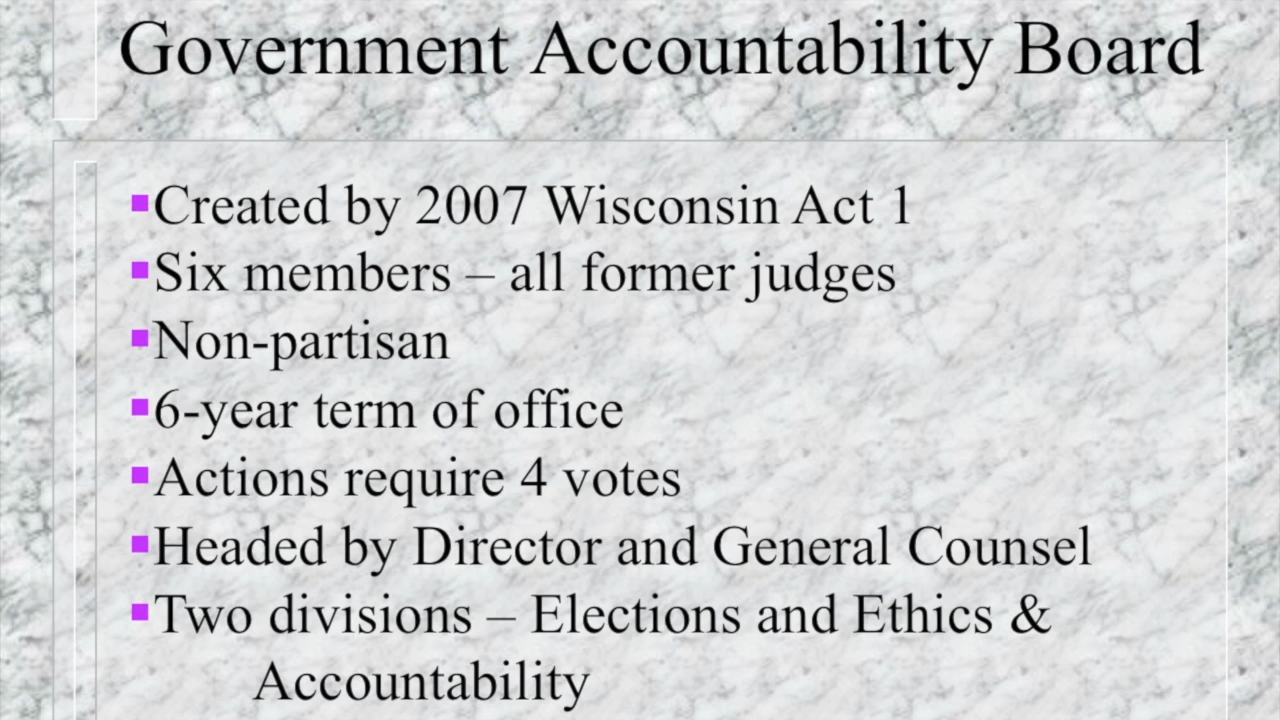 Government Accountability Board
Created by 2007 Wisconsin Act 1
Six members – all former judges
Non-partisan
6-year term of office
Actions require 4 votes
Headed by Director and General Counsel
Two divisions – Elections and Ethics &
Accountability